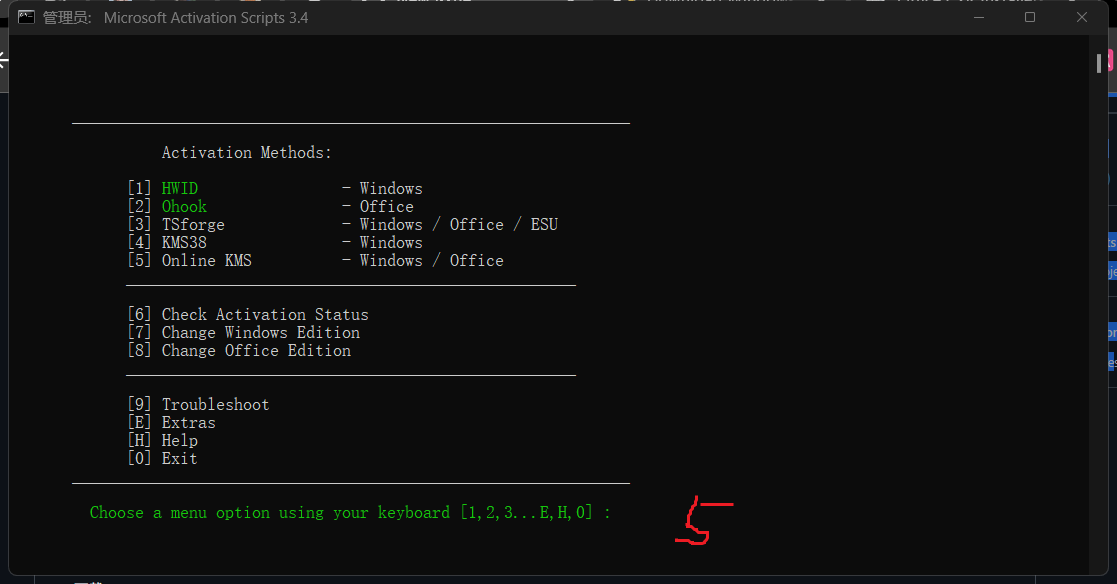 管理员: Microsoft Activation Scripts 3.4
Activation Methods:
[1] HWID - Windows
[2] Ohook - Office
[3] TSforge - Windows / Office / ESU
[4] KMS38 - Windows
[5] Online KMS - Windows / Office
[6] Check Activation Status
[7] Change Windows Edition
[8] Change Office Edition
[9] Troubleshoot
[E] Extras
[H] Help
[0] Exit
Choose a menu option using your keyboard [1,2,3...E,H,0] :
5